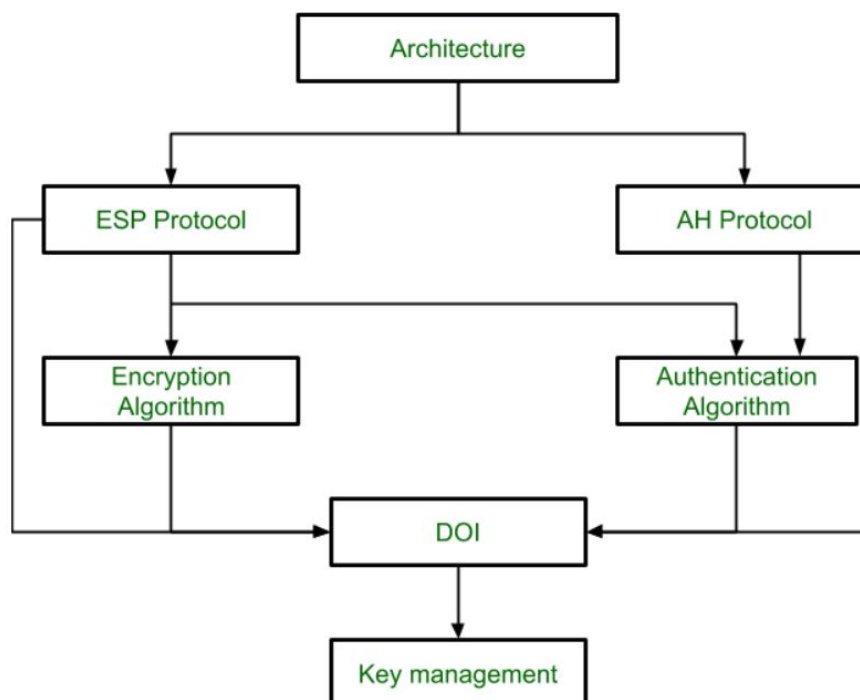 Architecture
ESP Protocol
AH Protocol
Encryption
Algorithm
Authentication
Algorithm
DOI
Key management